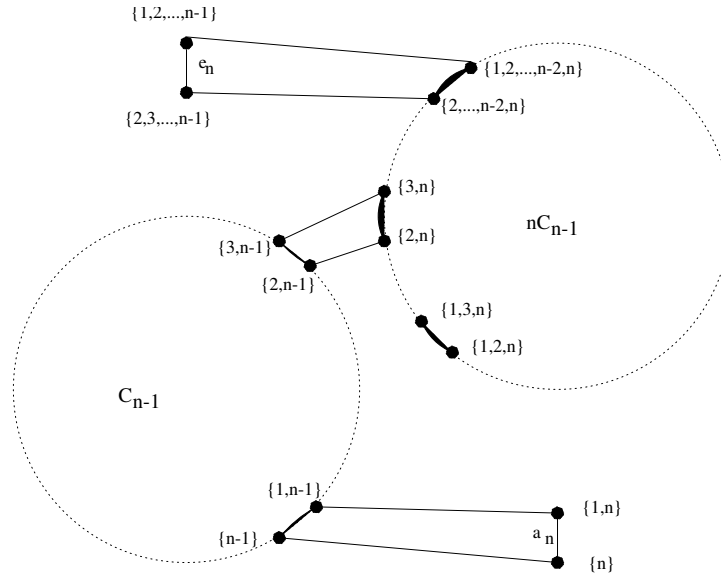 {1,2,...,n-1}
e_n
{1,2,...,n-2,n}
{2,...,n-2,n}
{2,3,...,n-1}
{3,n}
nC_{n-1}
{2,n}
{3,n-1}
{2,n-1}
{1,3,n}
{1,2,n}
C_{n-1}
{1,n-1}
{1,n}
a_n
{n-1}
{n}